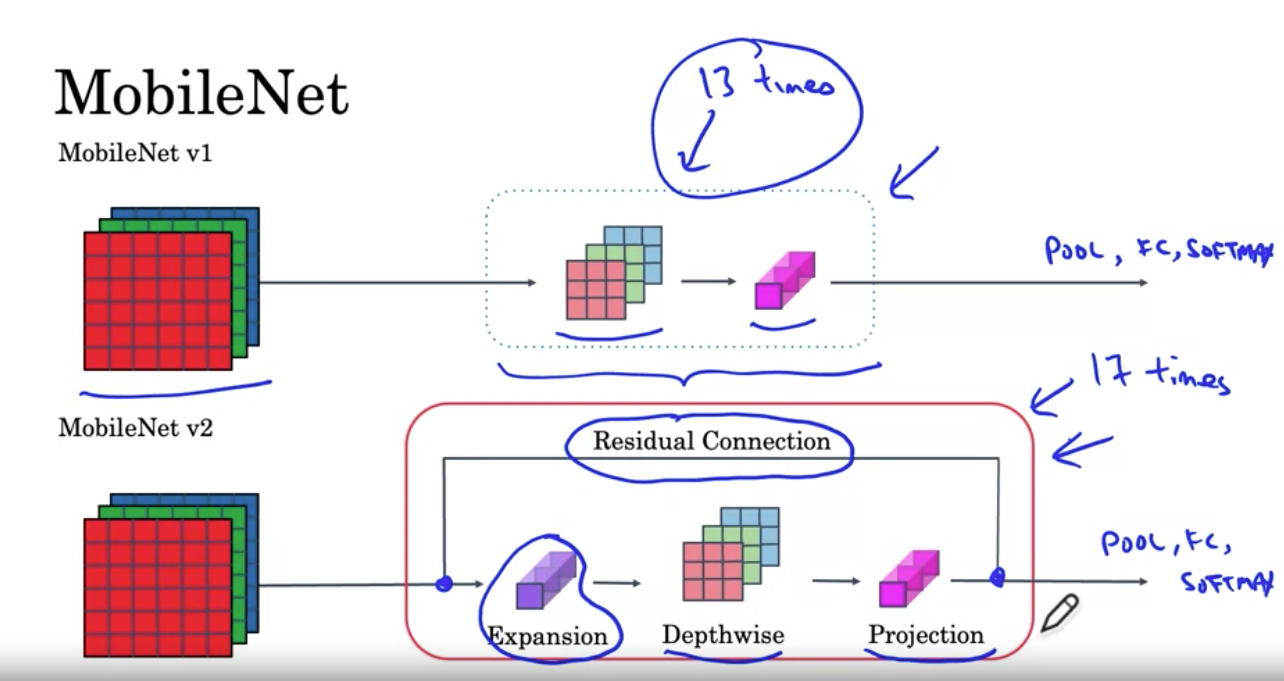 MobileNet
13 times
MobileNet v1
POOL, FC, SOFTMAX
17 times
MobileNet v2
Residual Connection
POOL, FC,
SOFTMAX
Expansion
Depthwise
Projection